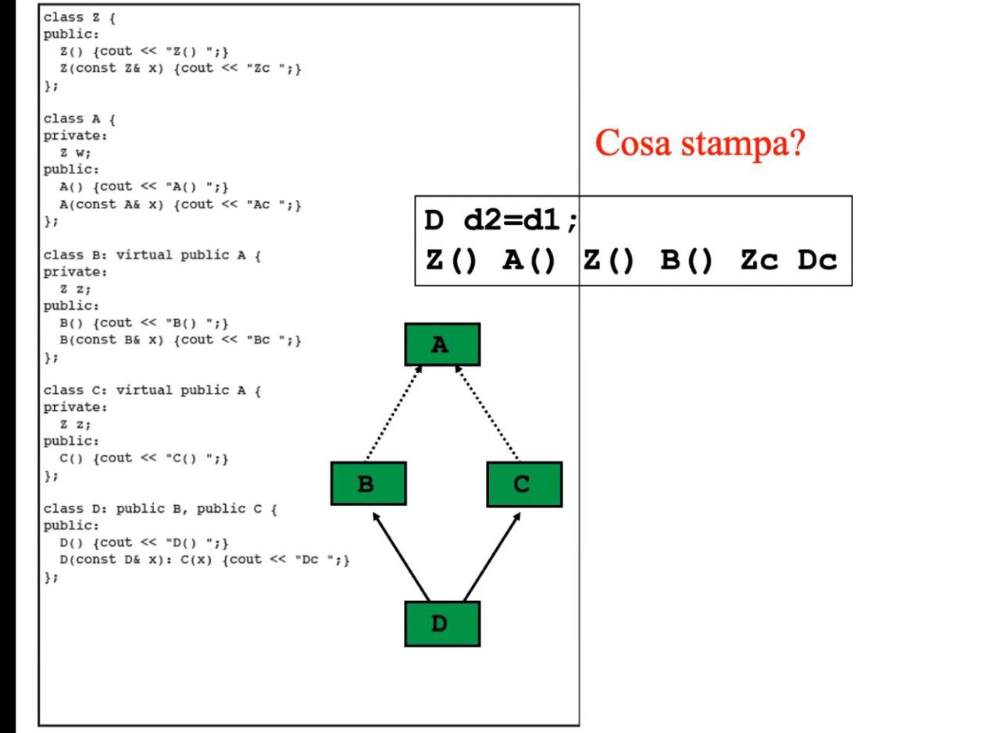 class Z {
public:
Z() {cout << "Z() ";}
Z(const Z& x) {cout << "Zc ";}
};
class A {
private:
Z w;
public:
A() {cout << "A() ";}
A(const A& x) {cout << "Ac ";}
};
class B: virtual public A {
private:
Z z;
public:
B() {cout << "B() ";}
B(const B& x) {cout << "Bc ";}
};
class C: virtual public A {
private:
Z z;
public:
C() {cout << "C() ";}
};
class D: public B, public C {
public:
D() {cout << "D() ";}
D(const D& x): C(x) {cout << "Dc ";}
};
Cosa stampa?
D d2=d1;
Z() A() Z() B() Zc Dc
A
B
C
D